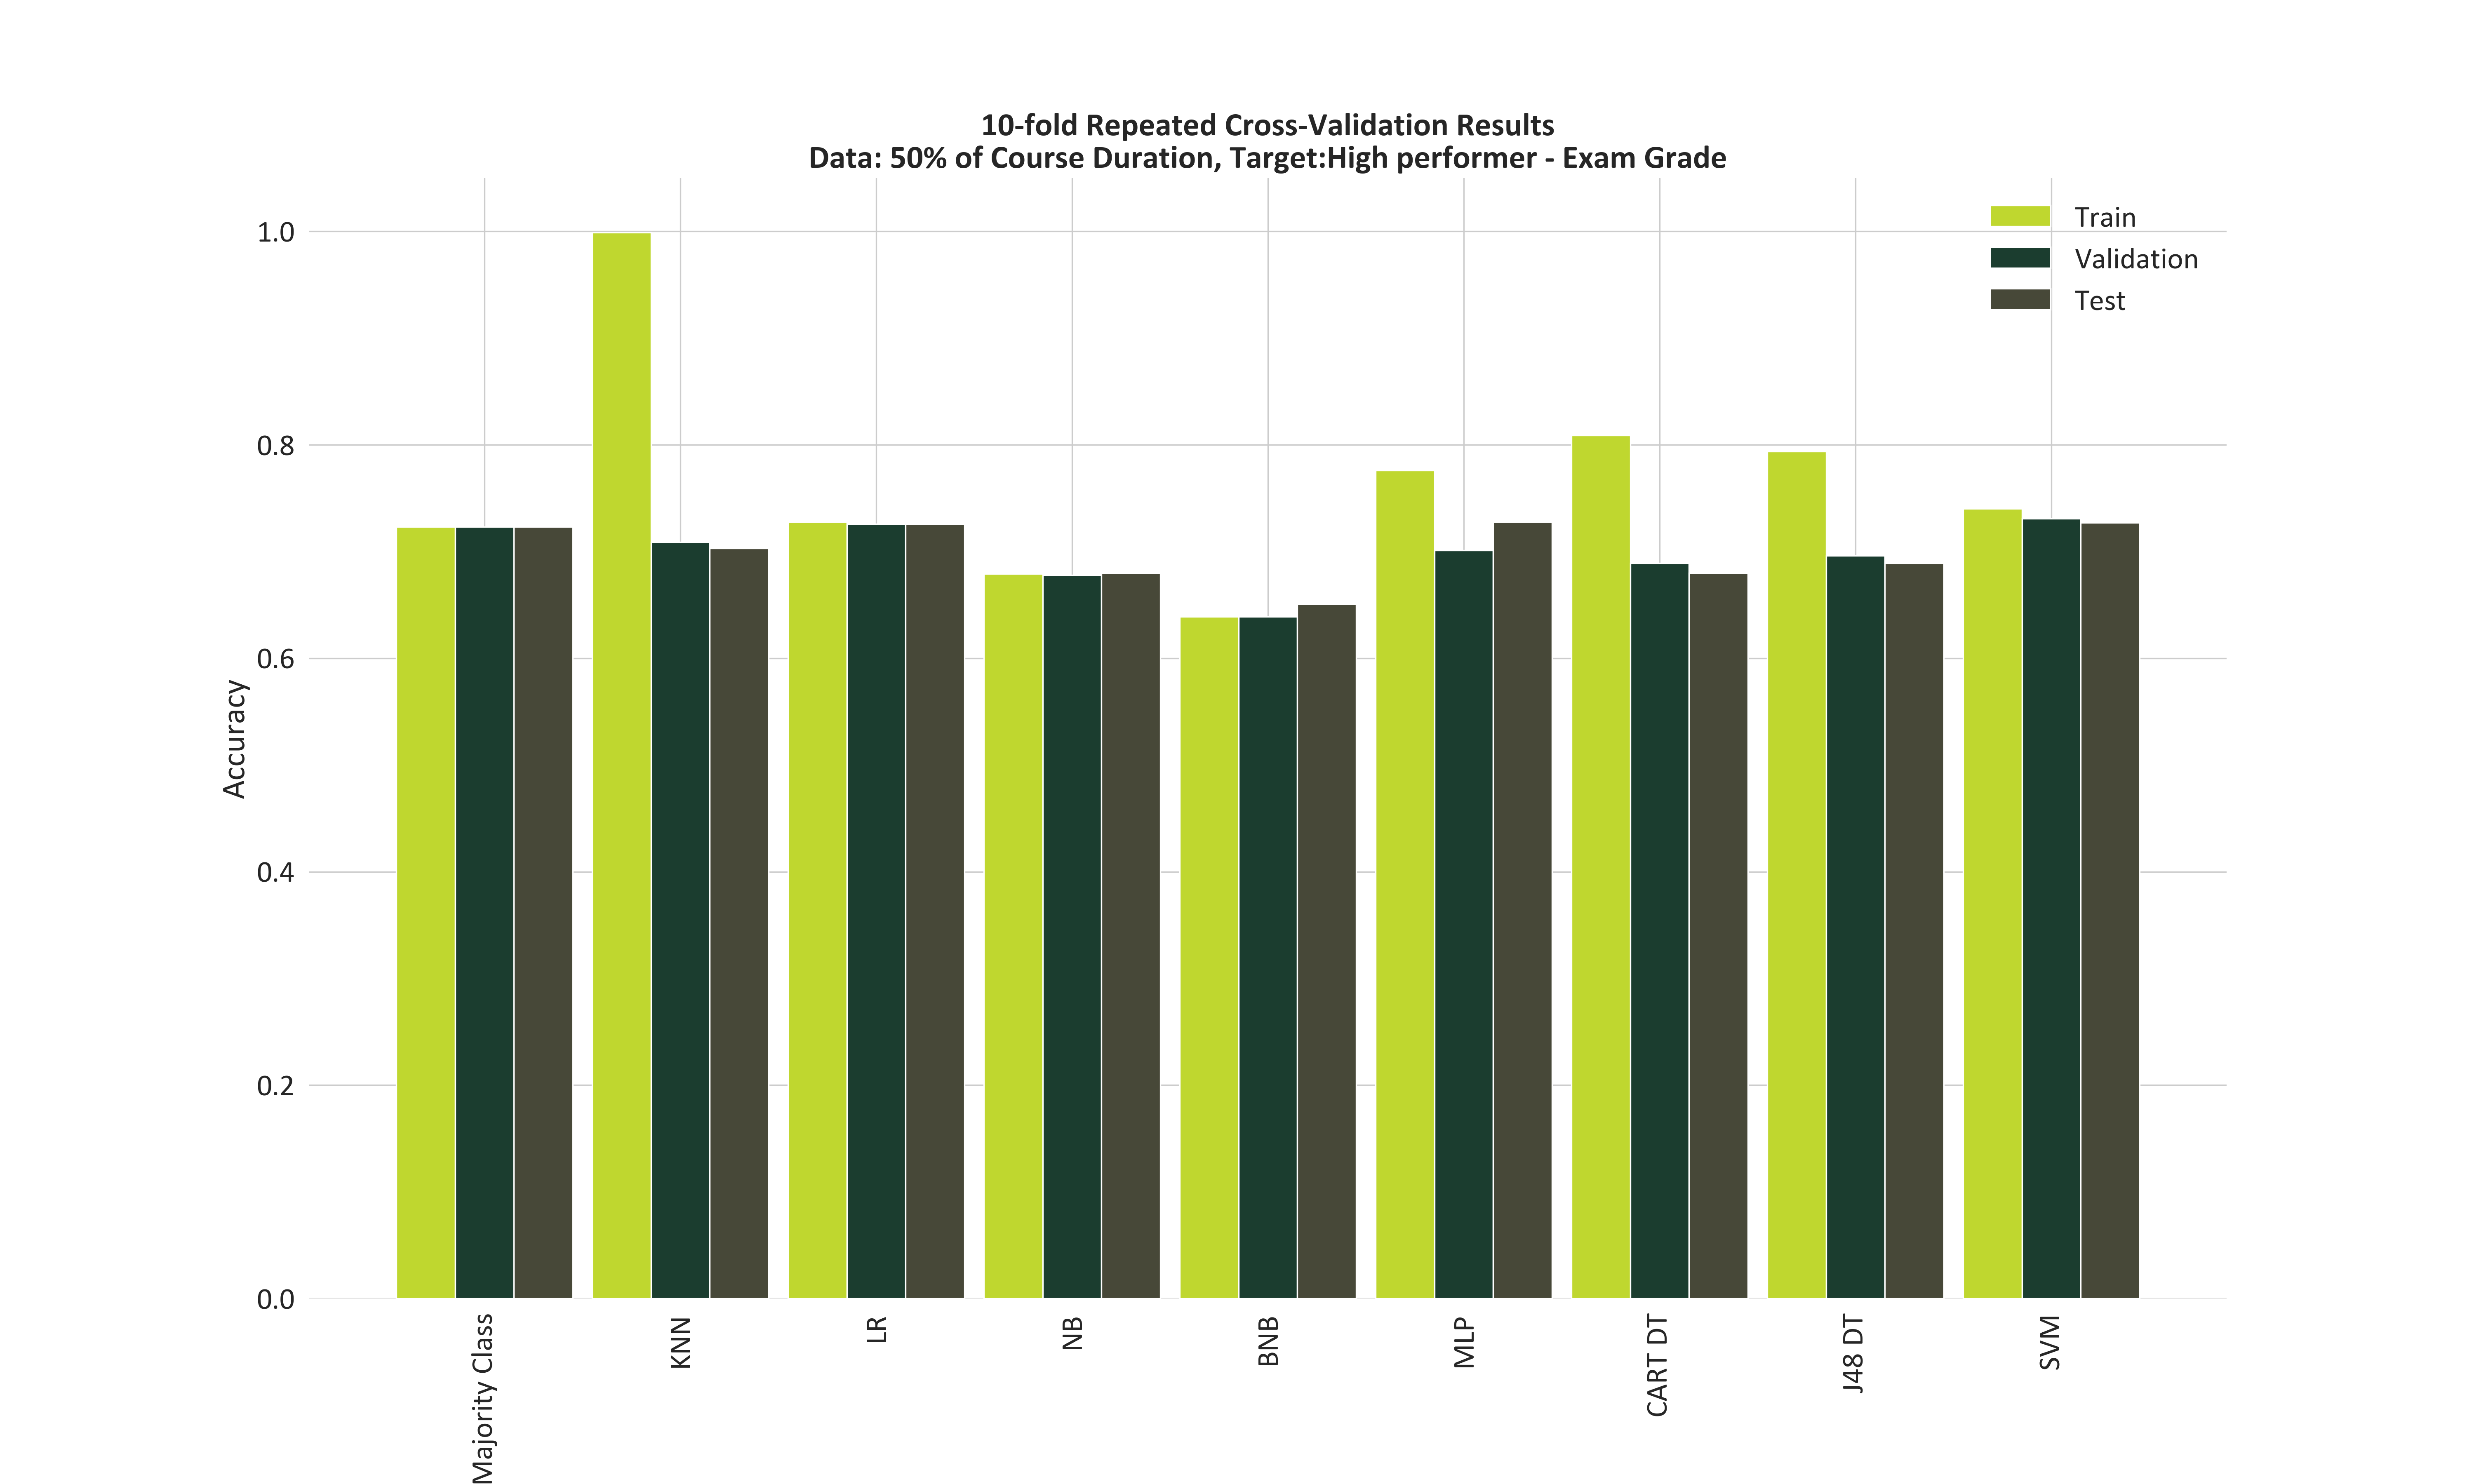 10-fold Repeated Cross-Validation Results
Data: 50% of Course Duration, Target:High performer - Exam Grade
Train
Validation
Test
Accuracy
1.0
0.8
0.6
0.4
0.2
0.0
Majority Class
KNN
LR
NB
BNB
MLP
CART DT
J48 DT
SVM